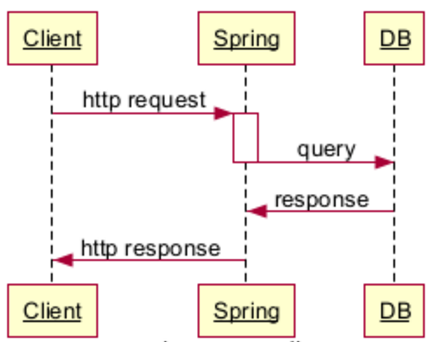 Client Spring DB
http request
query
response
http response
Client Spring DB